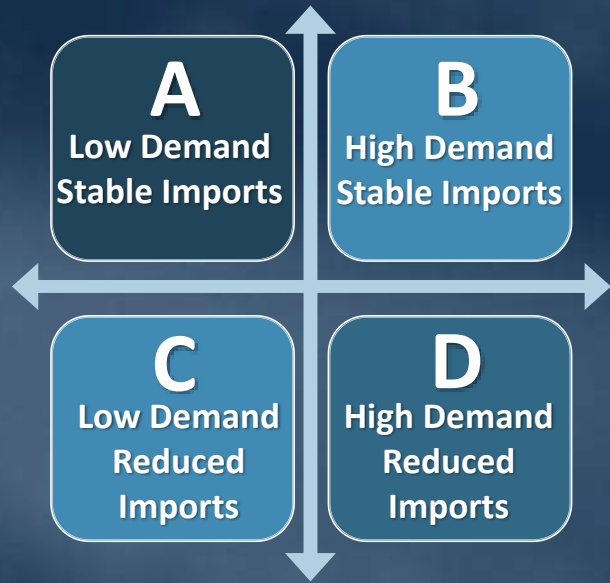 A
Low Demand
Stable Imports
B
High Demand
Stable Imports
C
Low Demand
Reduced
Imports
D
High Demand
Reduced
Imports